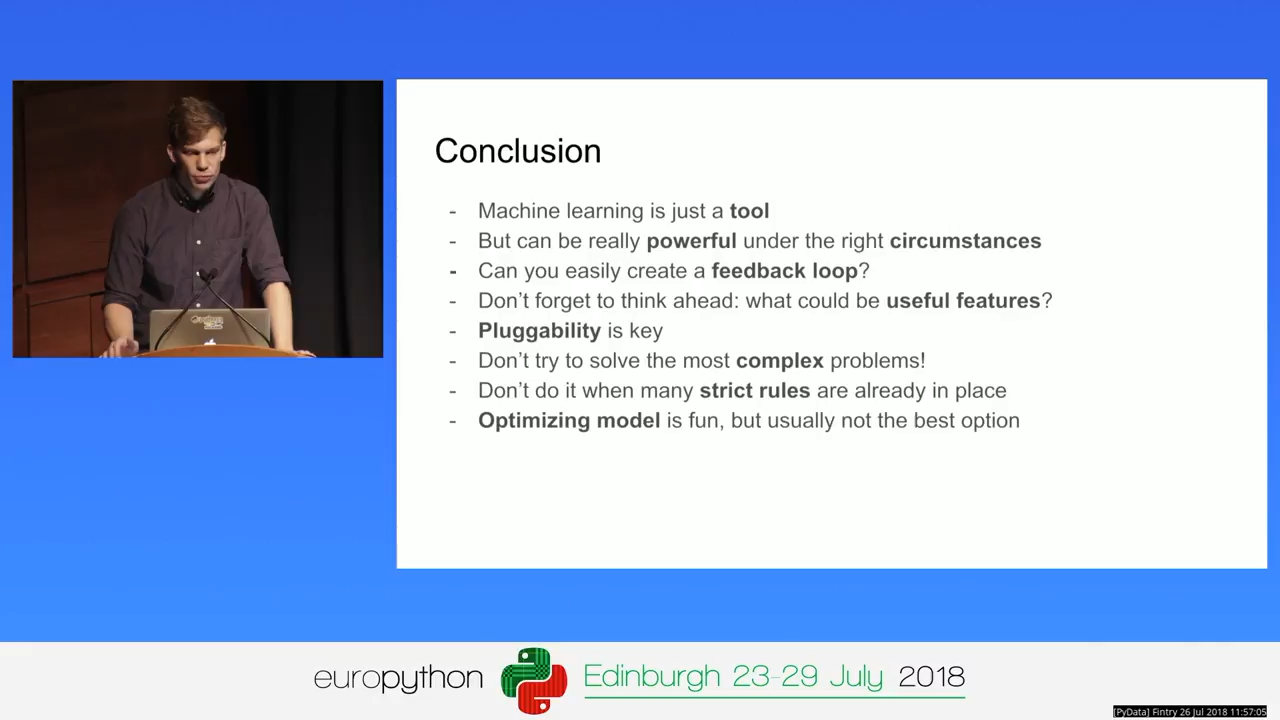 Conclusion
- Machine learning is just a tool
- But can be really powerful under the right circumstances
- Can you easily create a feedback loop?
- Don't forget to think ahead: what could be useful features?
- Pluggability is key
- Don't try to solve the most complex problems!
- Don't do it when many strict rules are already in place
- Optimizing model is fun, but usually not the best option
europython Edinburgh 23-29 July 2018
[PyData] Fintry 26 Jul 2018 11:57:05